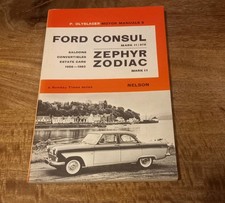 P. OLYSLAGER MOTOR MANUALS 6
FORD CONSUL
MARK II/375
SALOONS
CONVERTIBLES
ESTATE CARS
1956-1962
ZEPHYR
ZODIAC
MARK II
NELSON